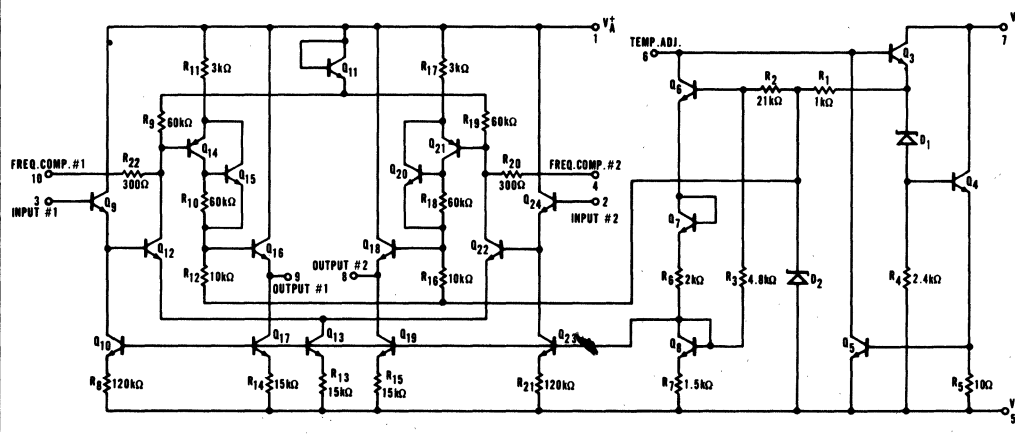 V+A
1
V
7
TEMP. ADJ.
6
Q3
R11 3kΩ
Q11
R17 3kΩ
Q6
R2
21kΩ
R1
1kΩ
R9
60kΩ
R19
60kΩ
D1
Q14
Q21
FREQ.COMP.#1
10
R22
300Ω
Q15
Q20
R20
300Ω
FREQ.COMP.#2
4
Q4
3
INPUT #1
Q9
R10
60kΩ
R18
60kΩ
Q24
2
INPUT #2
Q7
Q12
Q16
Q18
Q22
R12
10kΩ
9
OUTPUT #1
OUTPUT #2
8
R16
10kΩ
R6
2kΩ
R3
4.8kΩ
D2
R4
2.4kΩ
Q10
Q17
Q13
Q19
Q23
Q8
Q5
R8
120kΩ
R14
15kΩ
R13
15kΩ
R15
15kΩ
R21
120kΩ
R7
1.5kΩ
R5
10Ω
V
5